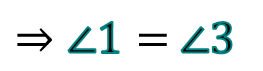 ⇒ ∠1 = ∠3